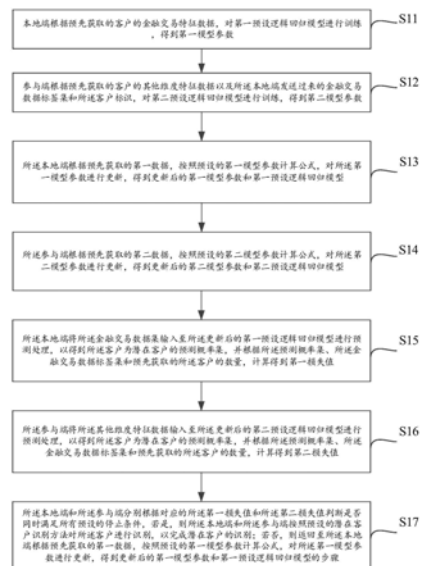 本地端根据预先获取的客户的金融交易特征数据，对第一预设逻辑回归模型进行训练
，得到第一模型参数
S11
参与端根据预先获取的客户的其他维度特征数据以及所述本地端发送过来的金融交易
数据标签集和所述客户标识，对第二预设逻辑回归模型进行训练，得到第二模型参数
S12
所述本地端根据预先获取的第一数据，按照预设的第一模型参数计算公式，对所述第
一模型参数进行更新，得到更新后的第一模型参数和第一预设逻辑回归模型
S13
所述参与端根据预先获取的第二数据，按照预设的第二模型参数计算公式，对所述第
二模型参数进行更新，得到更新后的第二模型参数和第二预设逻辑回归模型
S14
所述本地端将所述金融交易数据集输入至所述更新后的第一预设逻辑回归模型进行预
测处理，以得到所述客户为潜在客户的预测概率集，并根据所述预测概率集、所述金
融交易数据标签集和预先获取的所述客户的数量，计算得到第一损失值
S15
所述参与端将所述其他维度特征数据输入至所述更新后的第二预设逻辑回归模型进行
预测处理，以得到所述客户为潜在客户的预测概率集，并根据所述预测概率集、所述
金融交易数据标签集和预先获取的所述客户的数量，计算得到第二损失值
S16
所述本地端和所述参与端分别根据对应的所述第一损失值和所述第二损失值判断是否
同时满足所有预设的停止条件，若是，则所述本地端和所述参与端按照预设的潜在客
户识别方法对所述客户进行识别，以完成潜在客户的识别；若否，则返回至所述本地
端根据预先获取的第一数据，按照预设的第一模型参数计算公式，对所述第一模型参
数进行更新，得到更新后的第一模型参数和第一预设逻辑回归模型的步骤
S17